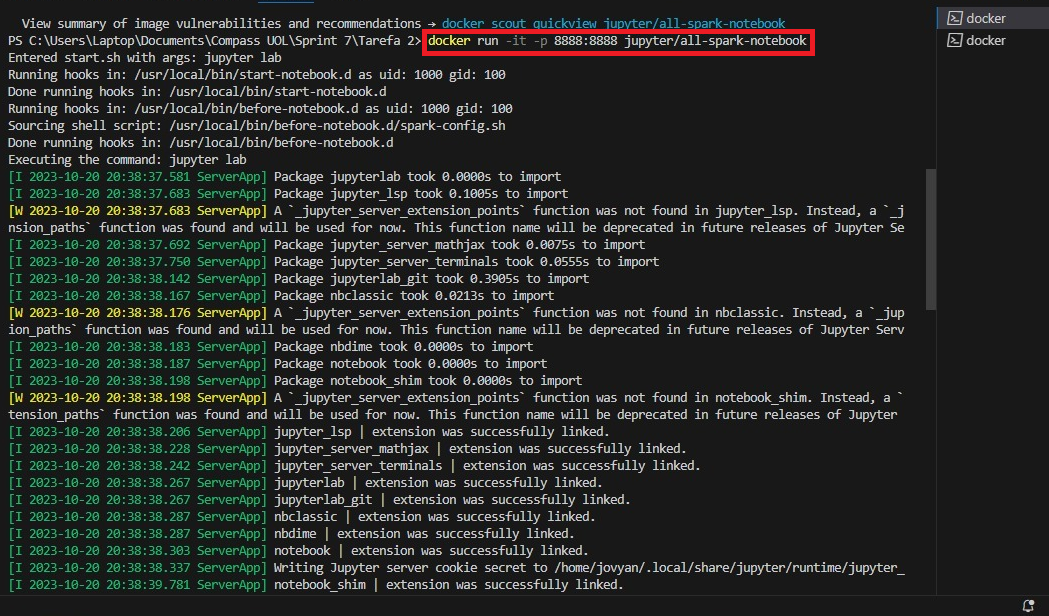 View summary of image vulnerabilities and recommendations → docker scout quickview jupyter/all-spark-notebook
PS C:\Users\Laptop\Documents\Compass UOL\Sprint 7\Tarefa 2> docker run -it -p 8888:8888 jupyter/all-spark-notebook
Entered start.sh with args: jupyter lab
Running hooks in: /usr/local/bin/start-notebook.d as uid: 1000 gid: 100
Done running hooks in: /usr/local/bin/start-notebook.d
Running hooks in: /usr/local/bin/before-notebook.d as uid: 1000 gid: 100
Sourcing shell script: /usr/local/bin/before-notebook.d/spark-config.sh
Done running hooks in: /usr/local/bin/before-notebook.d
Executing the command: jupyter lab
[I 2023-10-20 20:38:37.581 ServerApp] Package jupyterlab took 0.0000s to import
[I 2023-10-20 20:38:37.683 ServerApp] Package jupyter_lsp took 0.1005s to import
[W 2023-10-20 20:38:37.683 ServerApp] A `_jupyter_server_extension_points` function was not found in jupyter_lsp. Instead, a `_j
nsion_paths` function was found and will be used for now. This function name will be deprecated in future releases of Jupyter Se
[I 2023-10-20 20:38:37.692 ServerApp] Package jupyter_server_mathjax took 0.0075s to import
[I 2023-10-20 20:38:37.750 ServerApp] Package jupyter_server_terminals took 0.0555s to import
[I 2023-10-20 20:38:38.142 ServerApp] Package jupyterlab_git took 0.3905s to import
[I 2023-10-20 20:38:38.167 ServerApp] Package nbclassic took 0.0213s to import
[W 2023-10-20 20:38:38.176 ServerApp] A `_jupyter_server_extension_points` function was not found in nbclassic. Instead, a `_jup
ion_paths` function was found and will be used for now. This function name will be deprecated in future releases of Jupyter Serv
[I 2023-10-20 20:38:38.183 ServerApp] Package nbdime took 0.0000s to import
[I 2023-10-20 20:38:38.187 ServerApp] Package notebook took 0.0000s to import
[I 2023-10-20 20:38:38.198 ServerApp] Package notebook_shim took 0.0000s to import
[W 2023-10-20 20:38:38.198 ServerApp] A `_jupyter_server_extension_points` function was not found in notebook_shim. Instead, a `
tension_paths` function was found and will be used for now. This function name will be deprecated in future releases of Jupyter
[I 2023-10-20 20:38:38.206 ServerApp] jupyter_lsp | extension was successfully linked.
[I 2023-10-20 20:38:38.228 ServerApp] jupyter_server_mathjax | extension was successfully linked.
[I 2023-10-20 20:38:38.242 ServerApp] jupyter_server_terminals | extension was successfully linked.
[I 2023-10-20 20:38:38.267 ServerApp] jupyterlab | extension was successfully linked.
[I 2023-10-20 20:38:38.267 ServerApp] jupyterlab_git | extension was successfully linked.
[I 2023-10-20 20:38:38.287 ServerApp] nbclassic | extension was successfully linked.
[I 2023-10-20 20:38:38.287 ServerApp] nbdime | extension was successfully linked.
[I 2023-10-20 20:38:38.303 ServerApp] notebook | extension was successfully linked.
[I 2023-10-20 20:38:38.337 ServerApp] Writing Jupyter server cookie secret to /home/jovyan/.local/share/jupyter/runtime/jupyter_
[I 2023-10-20 20:38:39.781 ServerApp] notebook_shim | extension was successfully linked.
docker
docker